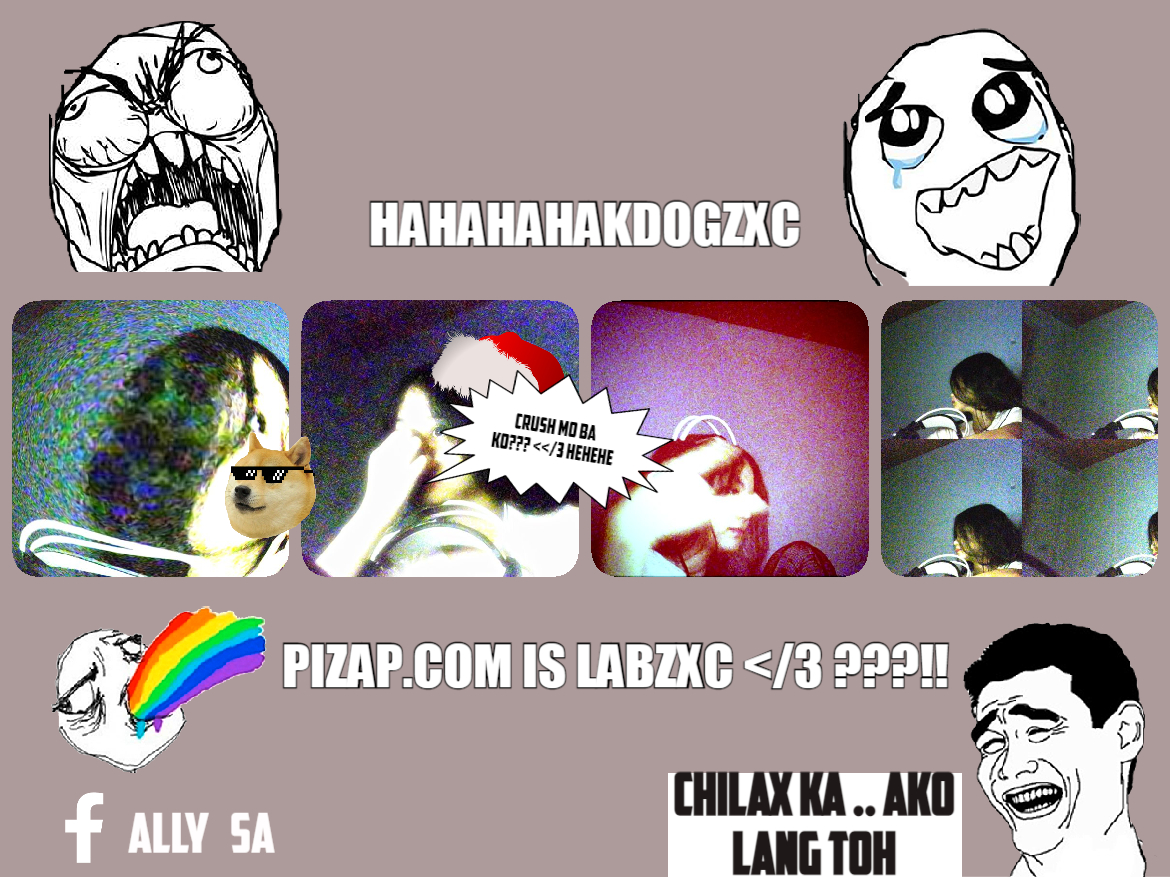 HAHAHAHAKDOGZXC
CRUSH MO BA
KO??? <</3 HEHEHE
PIZAP.COM IS LABZXC </3 ???!!
CHILAX KA .. AKO
LANG TOH
f ALLY SA